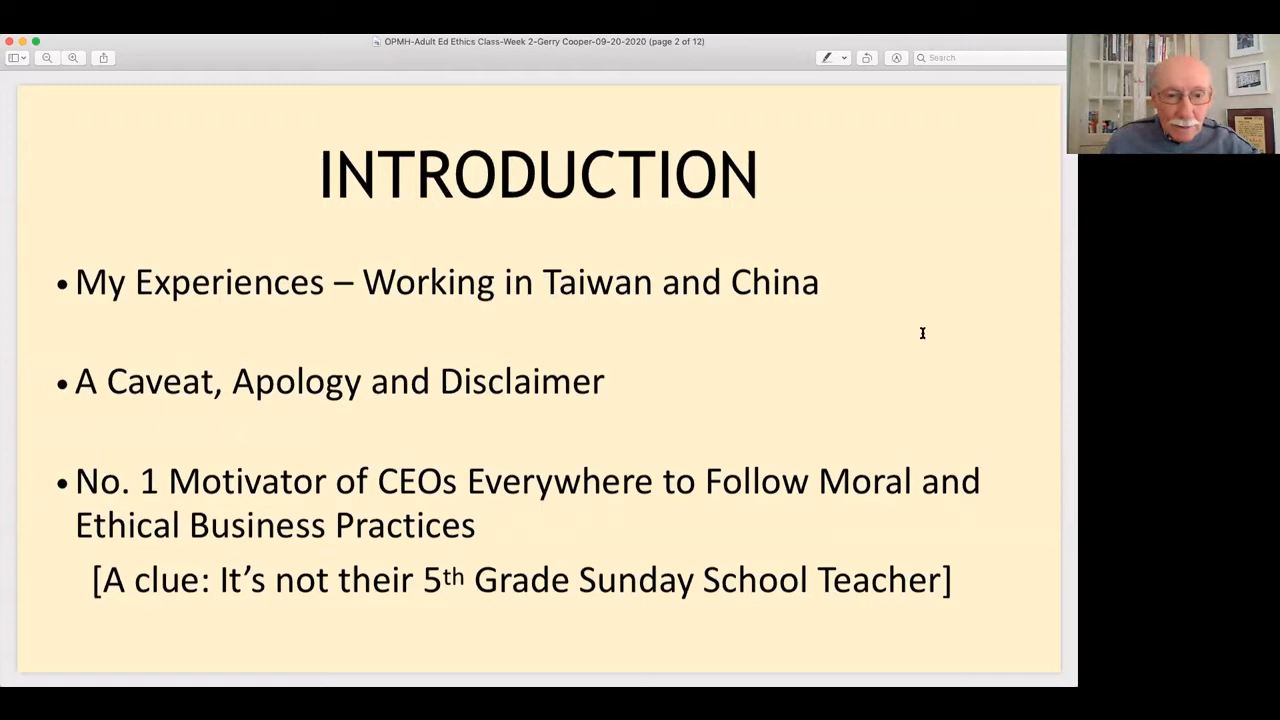 OPMH-Adult Ed Ethics Class-Week 2-Gerry Cooper-09-20-2020 (page 2 of 12)
Search
INTRODUCTION
• My Experiences – Working in Taiwan and China
• A Caveat, Apology and Disclaimer
• No. 1 Motivator of CEOs Everywhere to Follow Moral and
Ethical Business Practices
[A clue: It’s not their 5th Grade Sunday School Teacher]